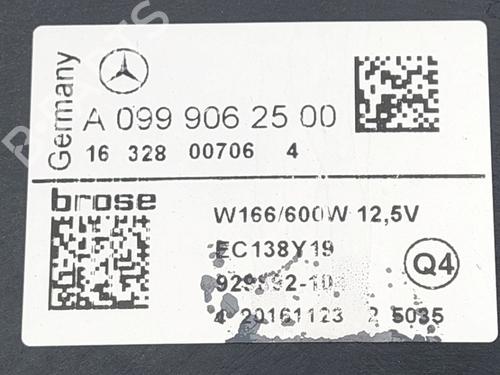 Germany
A 099 906 25 00
16 328 00706 4
brose
W166/600W 12,5V
EC138Y19
Q4
20161123 2 5035